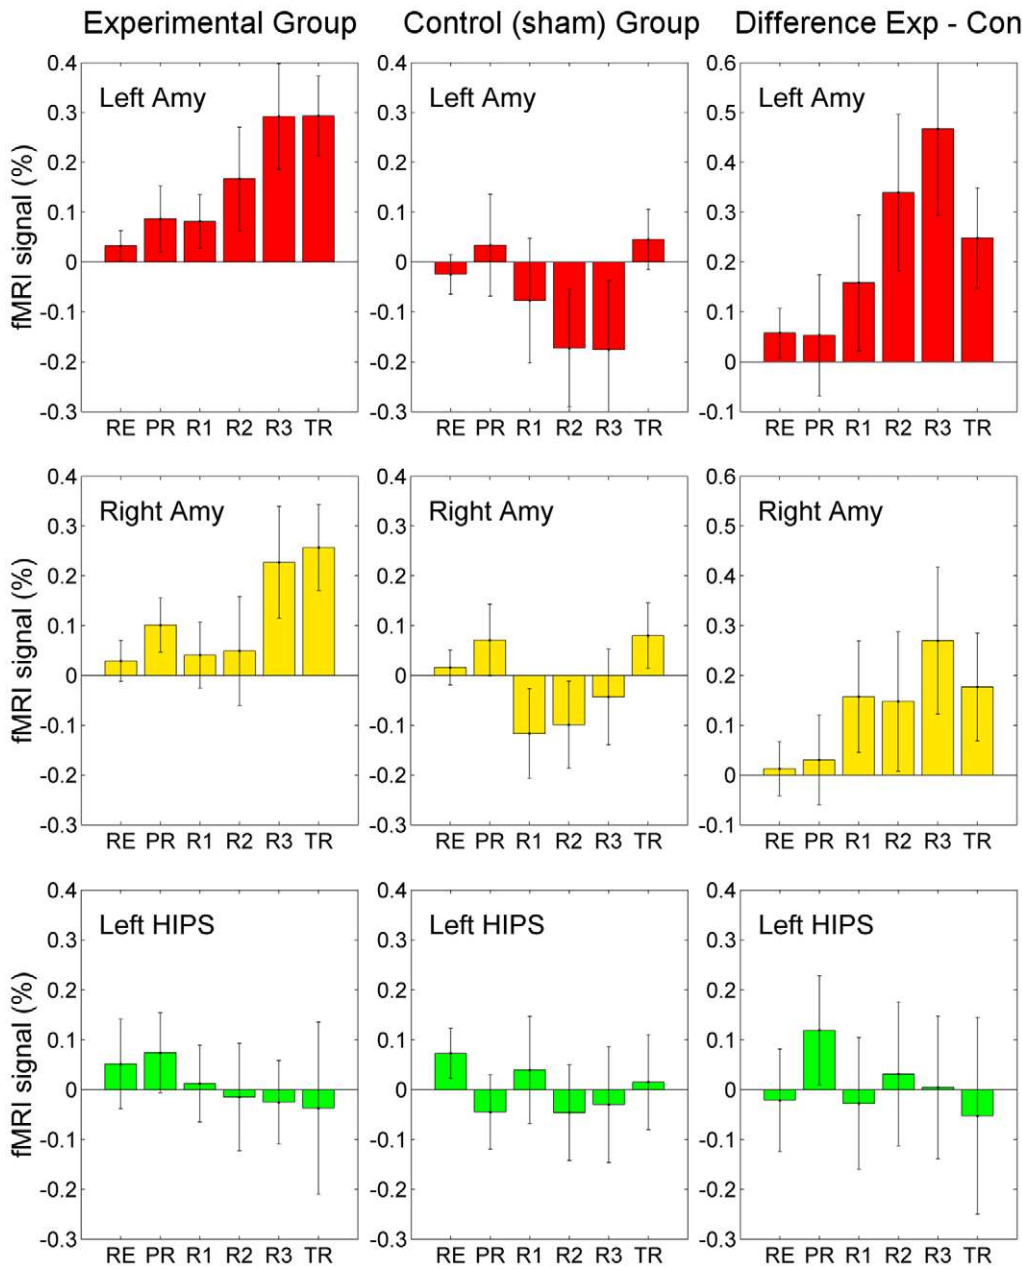 Experimental Group Control (sham) Group Difference Exp - Con
0.4 0.4 0.6
Left Amy Left Amy Left Amy
0.3 0.3 0.5
0.2 0.2 0.4
0.1 0.1 0.3
0 0 0.2
-0.1 -0.1 0.1
-0.2 -0.2 0
-0.3 -0.3 -0.1
fMRI signal (%)
RE PR R1 R2 R3 TR RE PR R1 R2 R3 TR RE PR R1 R2 R3 TR
0.4 0.4 0.6
Right Amy Right Amy Right Amy
0.3 0.3 0.5
0.2 0.2 0.4
0.1 0.1 0.3
0 0 0.2
-0.1 -0.1 0.1
-0.2 -0.2 0
-0.3 -0.3 -0.1
fMRI signal (%)
RE PR R1 R2 R3 TR RE PR R1 R2 R3 TR RE PR R1 R2 R3 TR
0.4 0.4 0.4
Left HIPS Left HIPS Left HIPS
0.3 0.3 0.3
0.2 0.2 0.2
0.1 0.1 0.1
0 0 0
-0.1 -0.1 -0.1
-0.2 -0.2 -0.2
-0.3 -0.3 -0.3
fMRI signal (%)
RE PR R1 R2 R3 TR RE PR R1 R2 R3 TR RE PR R1 R2 R3 TR